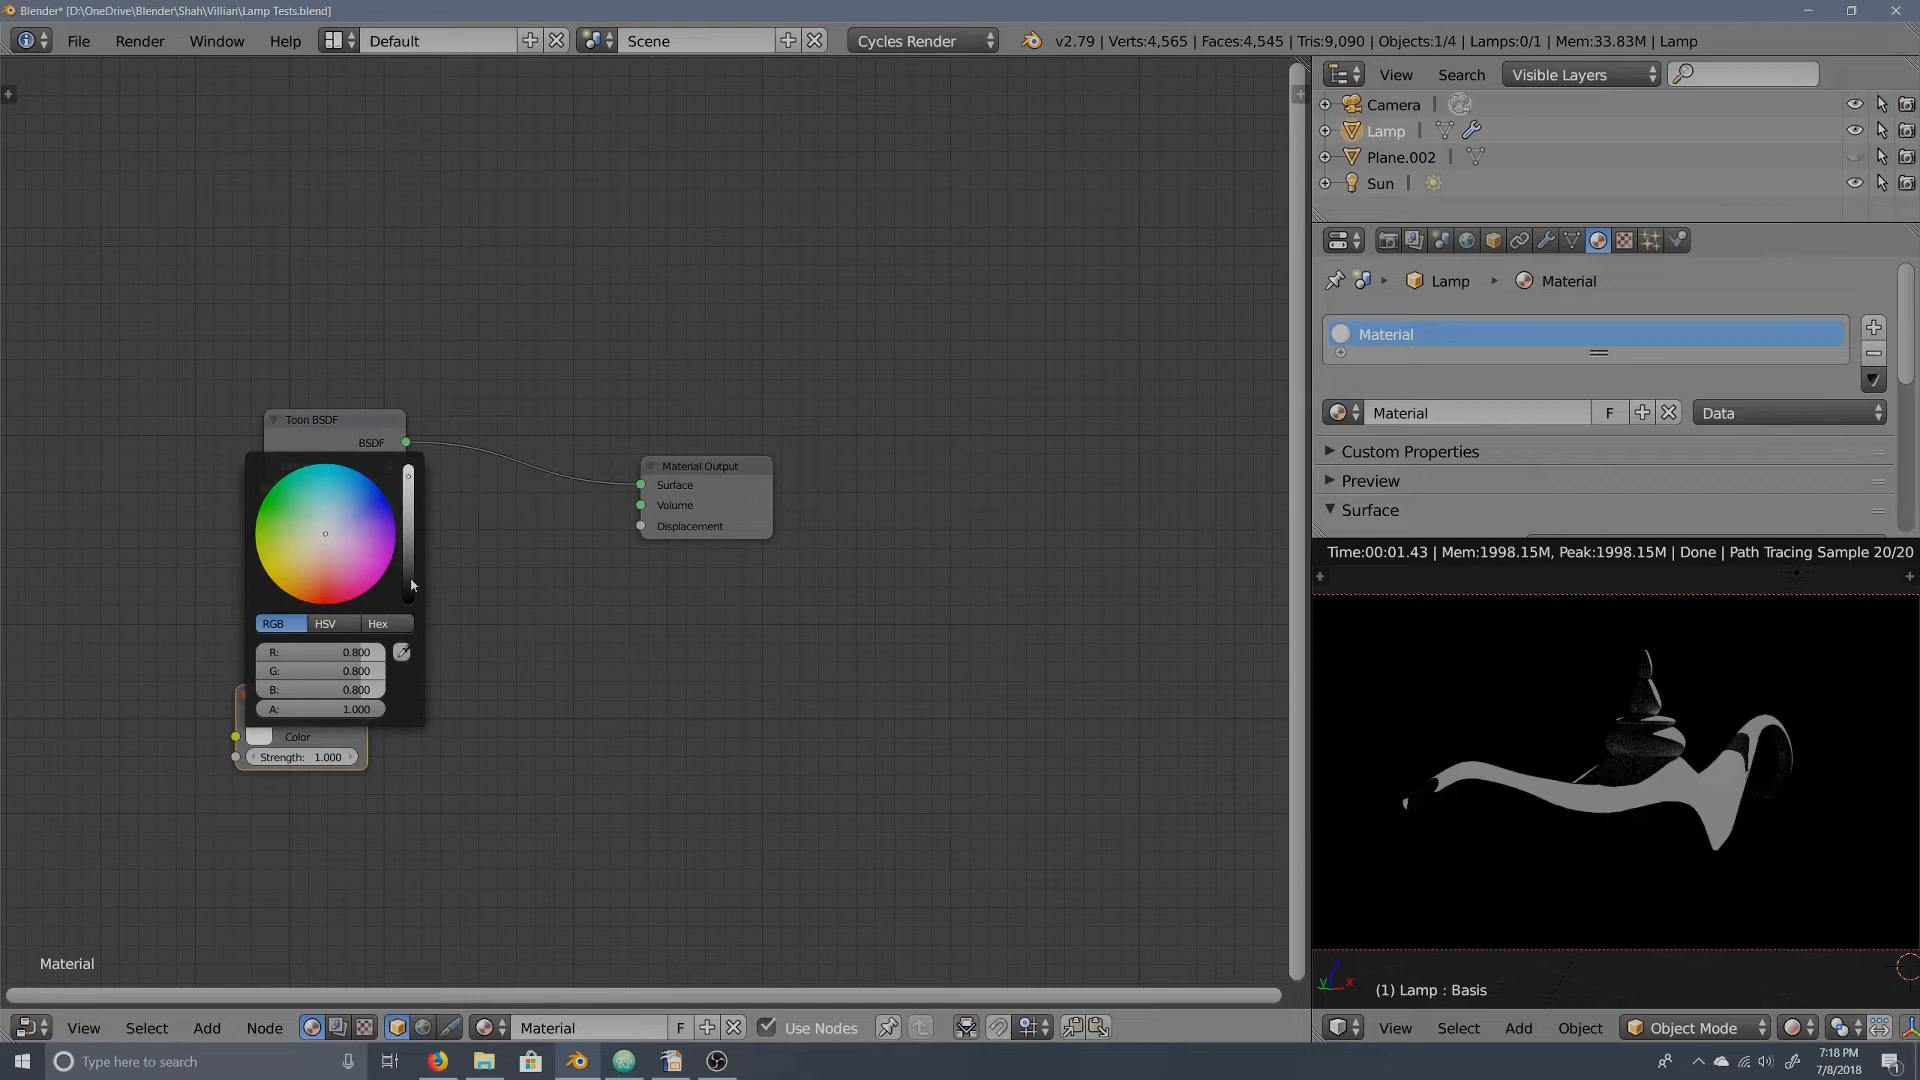 Blender* [D:\OneDrive\Blender\Shah\Villian\Lamp Tests.blend]
File Render Window Help Default Scene Cycles Render v2.79 | Verts:4,565 | Faces:4,545 | Tris:9,090 | Objects:1/4 | Lamps:0/1 | Mem:33.83M | Lamp
View Search Visible Layers
Camera
Lamp
Plane.002
Sun
Lamp Material
Material
Material F Data
Custom Properties
Preview
Surface
Toon BSDF
BSDF
Material Output
Surface
Volume
Displacement
RGB HSV Hex
R: 0.800
G: 0.800
B: 0.800
A: 1.000
Color
Strength: 1.000
Time:00:01.43 | Mem:1998.15M, Peak:1998.15M | Done | Path Tracing Sample 20/20
Material
z
y x
(1) Lamp : Basis
View Select Add Node Material F Use Nodes
View Select Add Object Object Mode
Type here to search
7:18 PM
7/8/2018
1